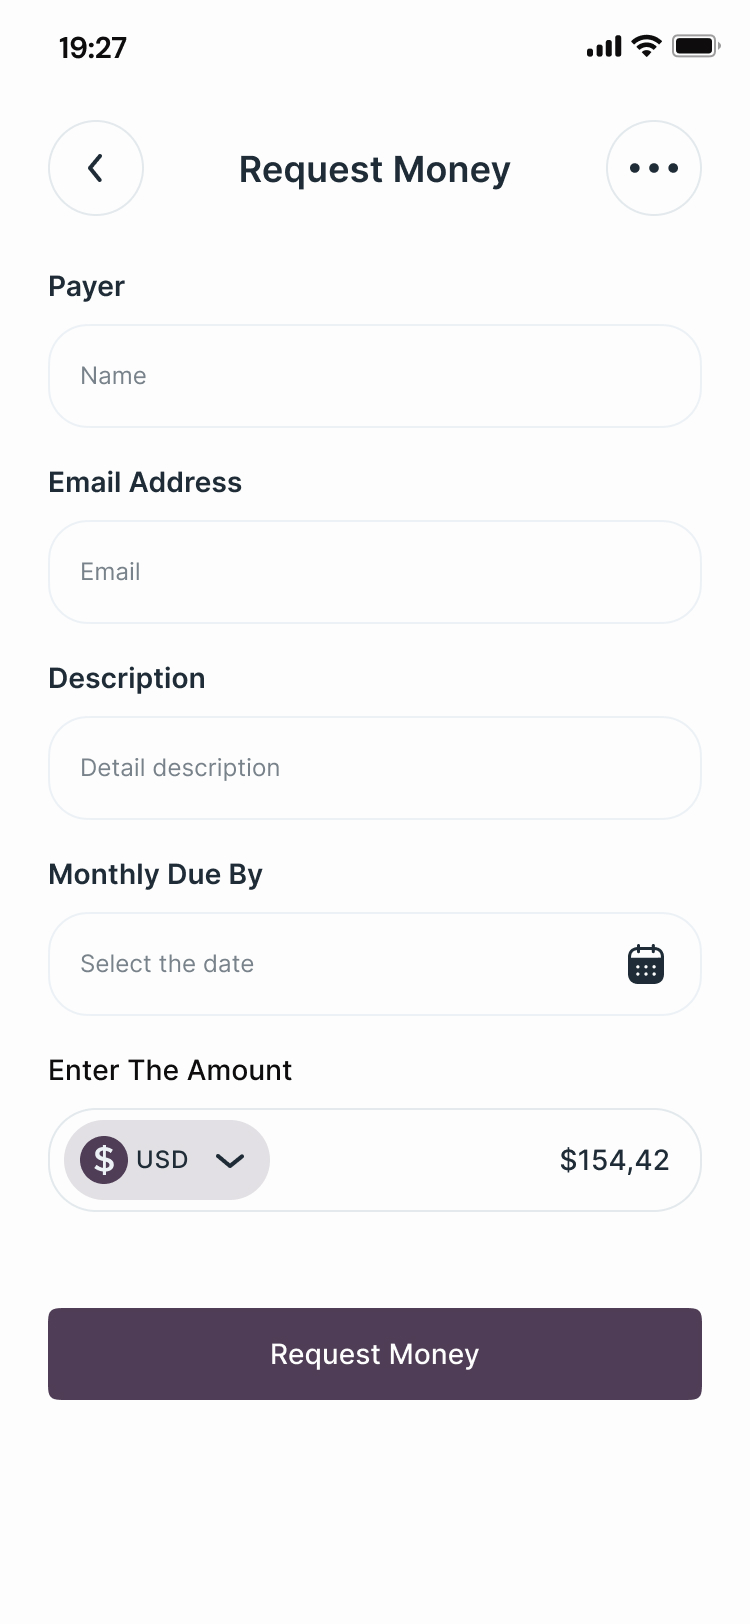 19:27
Request Money
Payer
Name
Email Address
Email
Description
Detail description
Monthly Due By
Select the date
Enter The Amount
$ USD $154,42
Request Money